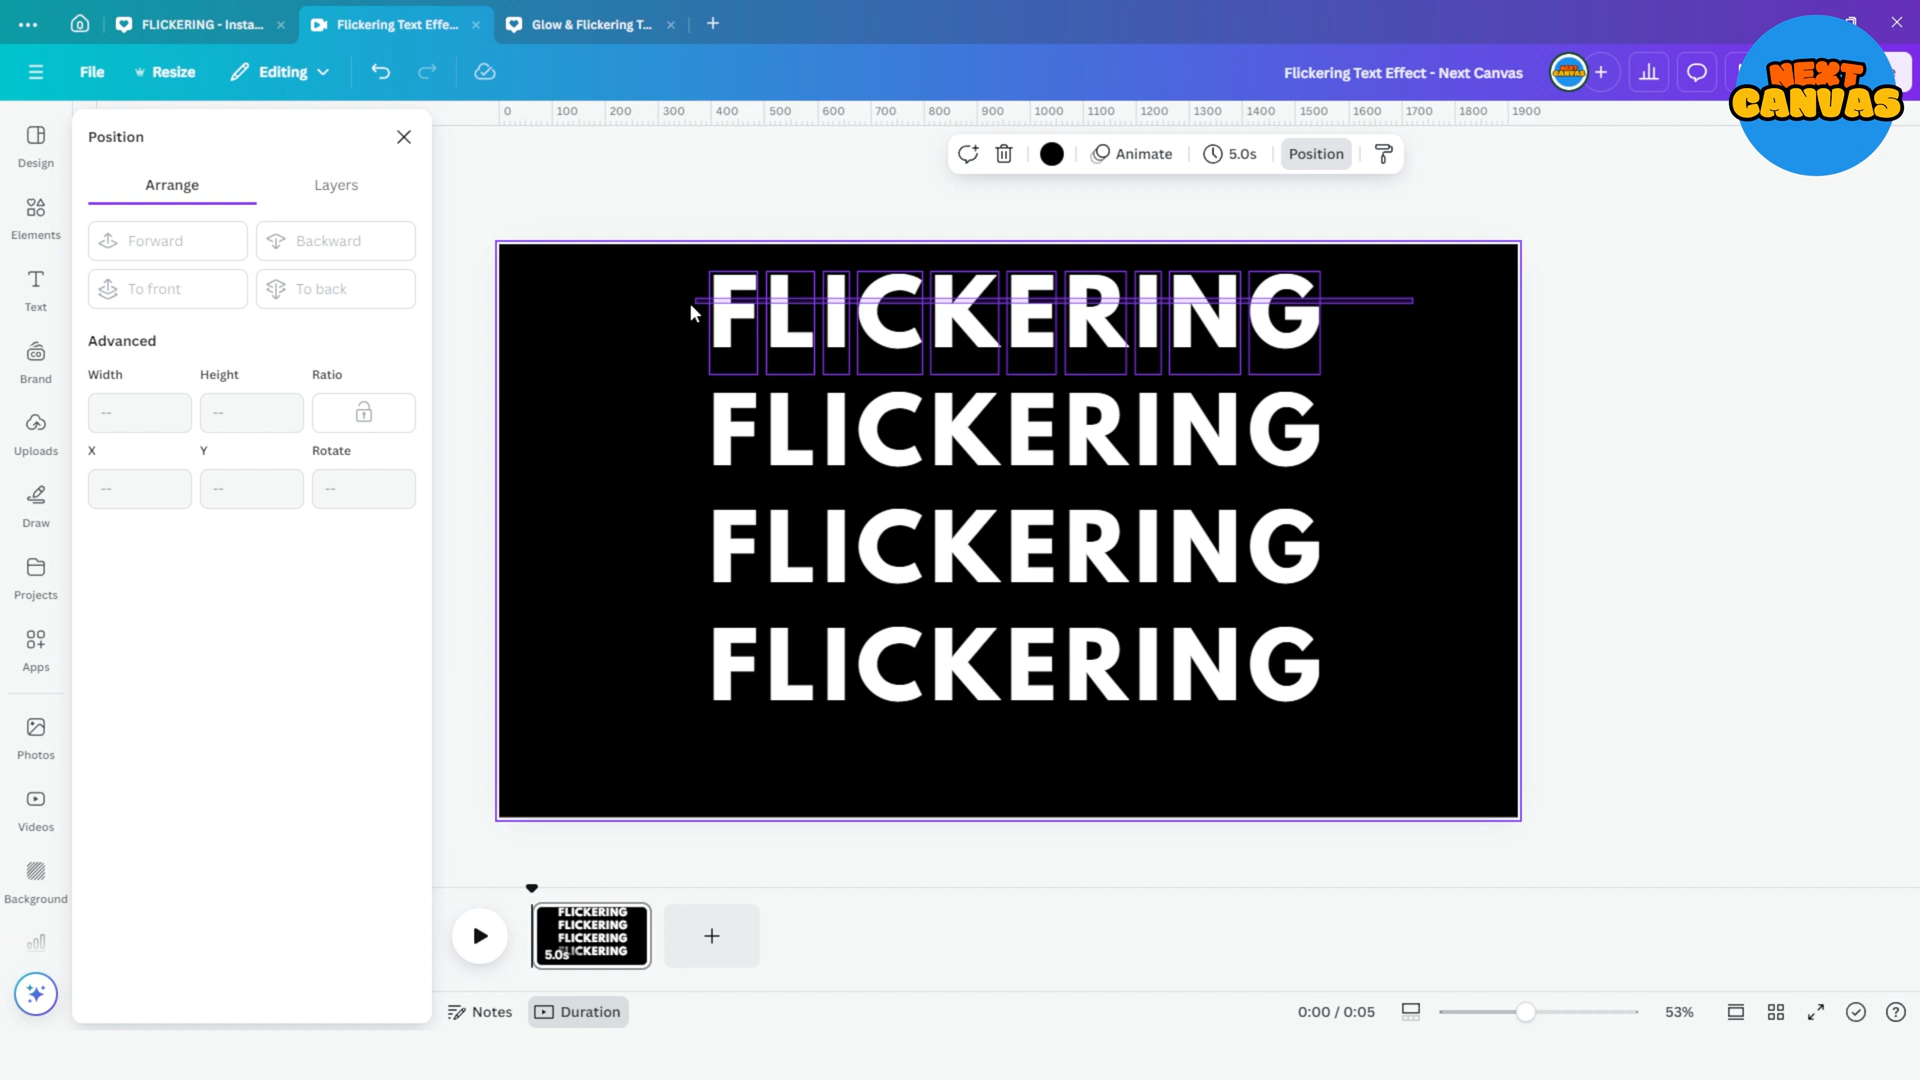 FLICKERING - Insta...
Flickering Text Effe...
Glow & Flickering T...
File
Resize
Editing
Flickering Text Effect - Next Canvas
NEXT
CANVAS
0 100 200 300 400 500 600 700 800 900 1000 1100 1200 1300 1400 1500 1600 1700 1800 1900
Design
Elements
Text
Brand
Uploads
Draw
Projects
Apps
Photos
Videos
Background
Position
Arrange
Layers
Forward
Backward
To front
To back
Advanced
Width
Height
Ratio
--
--
X
Y
Rotate
--
--
--
Animate
5.0s
Position
FLICKERING
FLICKERING
FLICKERING
FLICKERING
FLICKERING
FLICKERING
FLICKERING
FLICKERING
5.0s
Notes
Duration
0:00 / 0:05
53%